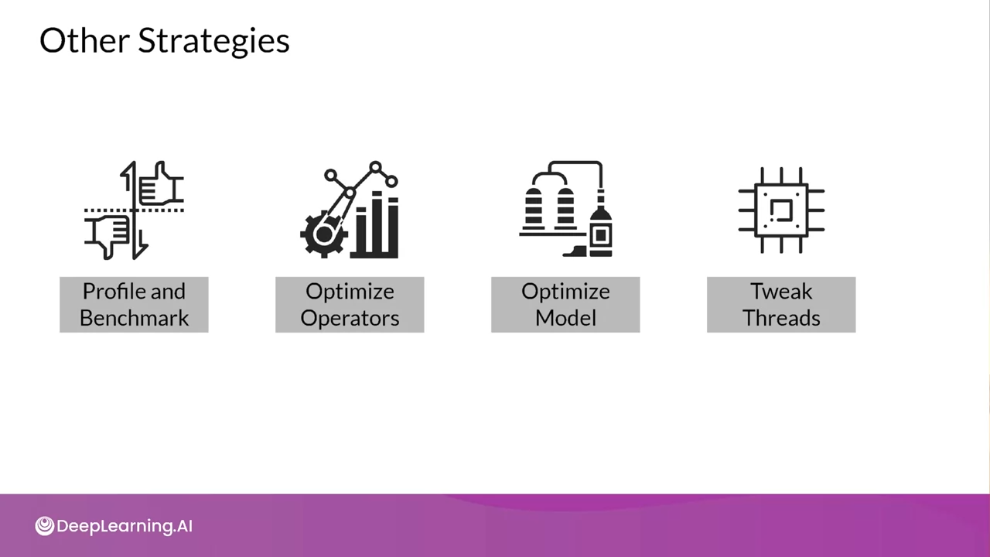 Other Strategies
Profile and
Benchmark
Optimize
Operators
Optimize
Model
Tweak
Threads
DeepLearning.AI